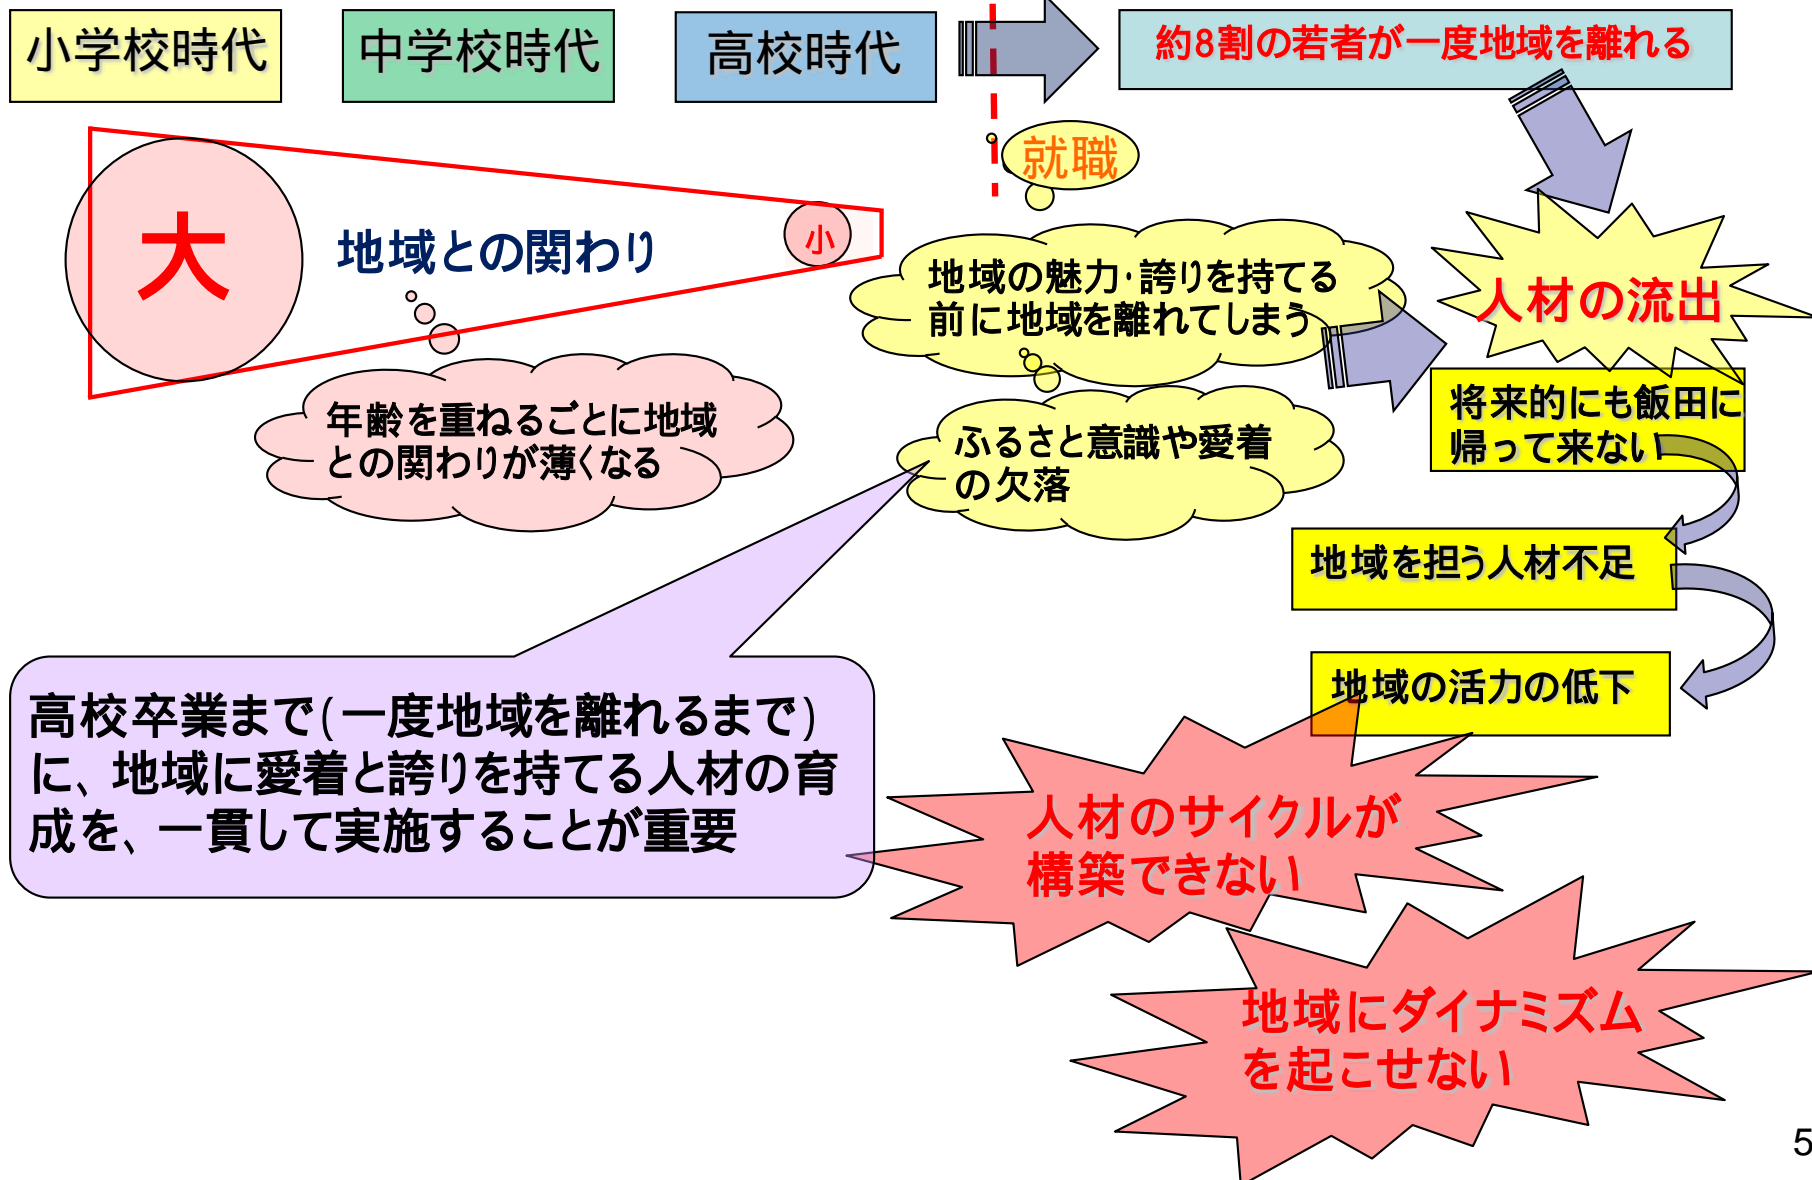 小学校時代
中学校時代
高校時代
約8割の若者が一度地域を離れる
就職
大
地域との関わり
小
地域の魅力・誇りを持てる
前に地域を離れてしまう
人材の流出
年齢を重ねるごとに地域
との関わりが薄くなる
ふるさと意識や愛着
の欠落
将来的にも飯田に
帰って来ない
地域を担う人材不足
地域の活力の低下
高校卒業まで(一度地域を離れるまで)
に、地域に愛着と誇りを持てる人材の育
成を、一貫して実施することが重要
人材のサイクルが
構築できない
地域にダイナミズム
を起こせない
5